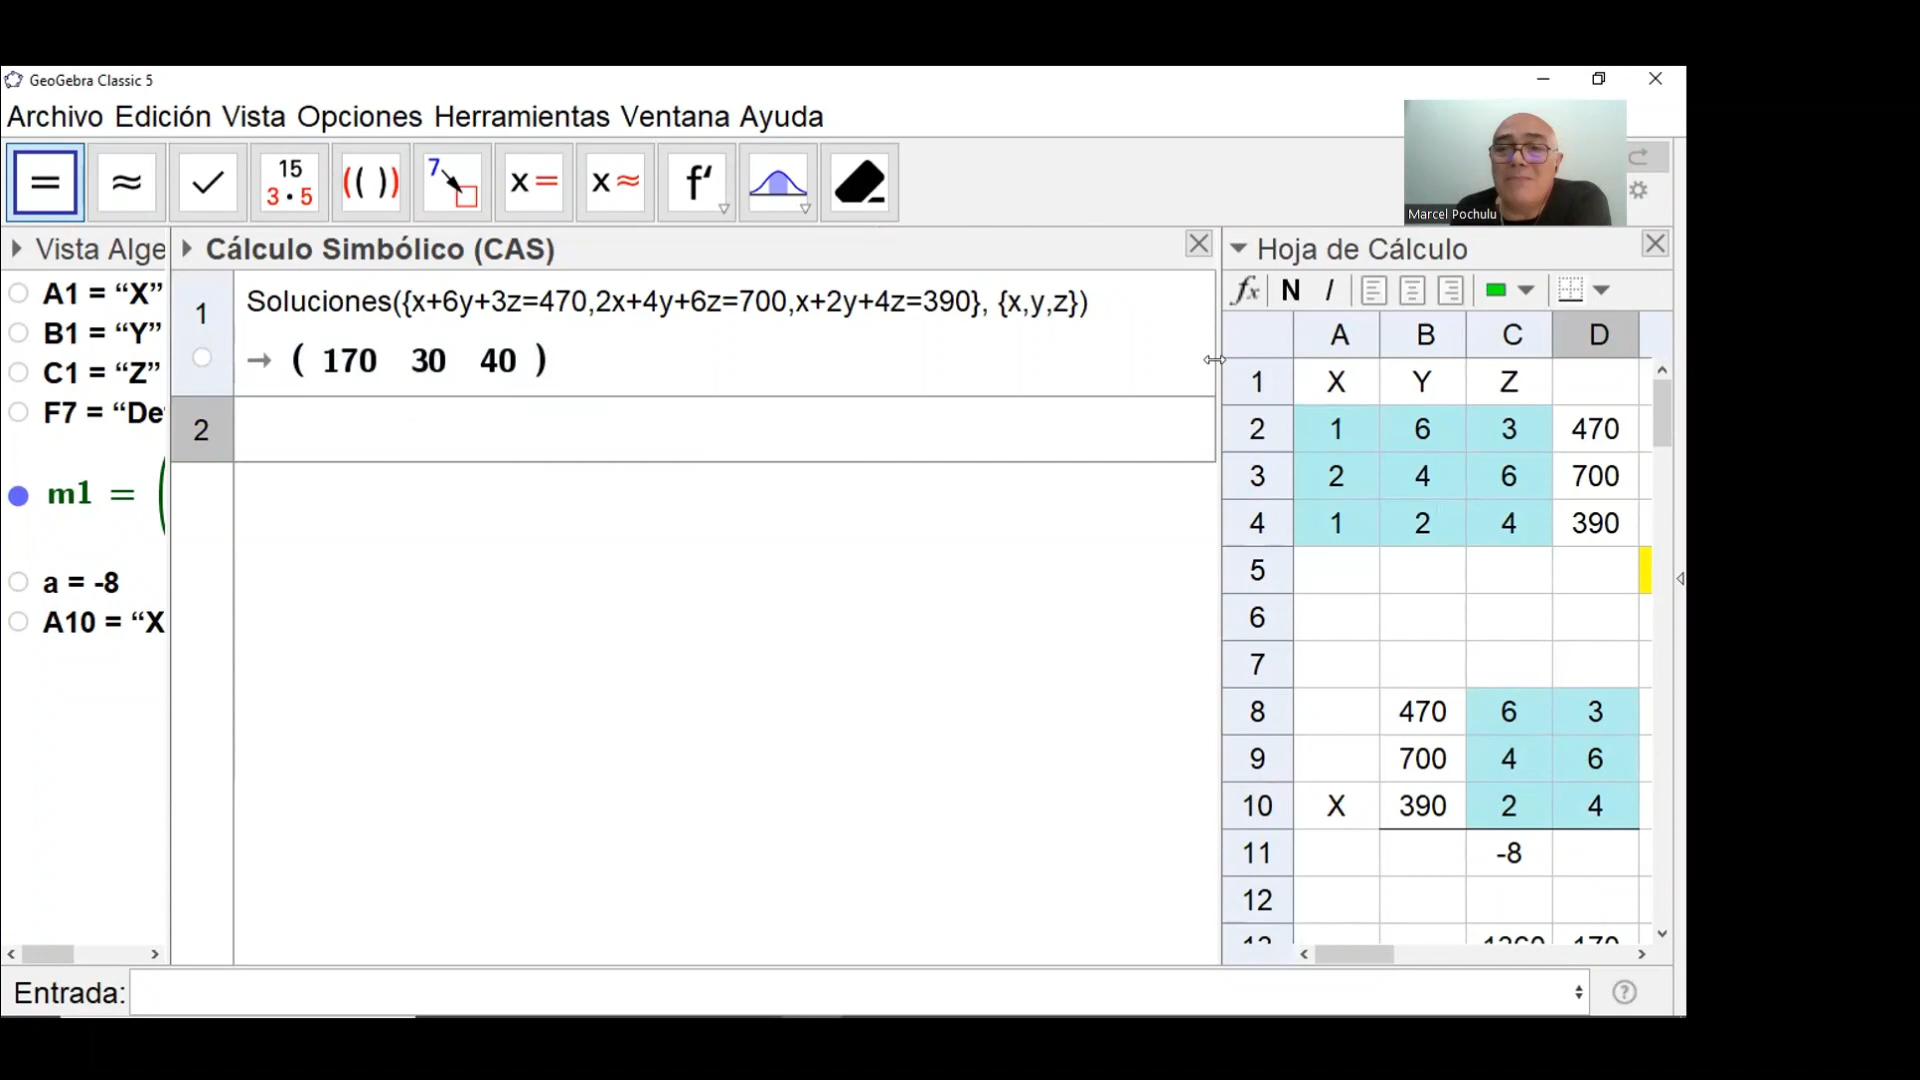 GeoGebra Classic 5
Archivo Edición Vista Opciones Herramientas Ventana Ayuda
= ≈ ✓ 15 3·5 (( )) 7 x = x ≈ f′
Marcel Pochulu
Vista Alge
Cálculo Simbólico (CAS)
Hoja de Cálculo
A1 = “X”
B1 = “Y”
C1 = “Z”
F7 = “De
m1 = (
a = -8
A10 = “X
1 Soluciones({x+6y+3z=470,2x+4y+6z=700,x+2y+4z=390}, {x,y,z})
→ ( 170 30 40 )
2
fx N I
A B C D
1 X Y Z
2 1 6 3 470
3 2 4 6 700
4 1 2 4 390
5
6
7
8 470 6 3
9 700 4 6
10 X 390 2 4
11 -8
12
Entrada: